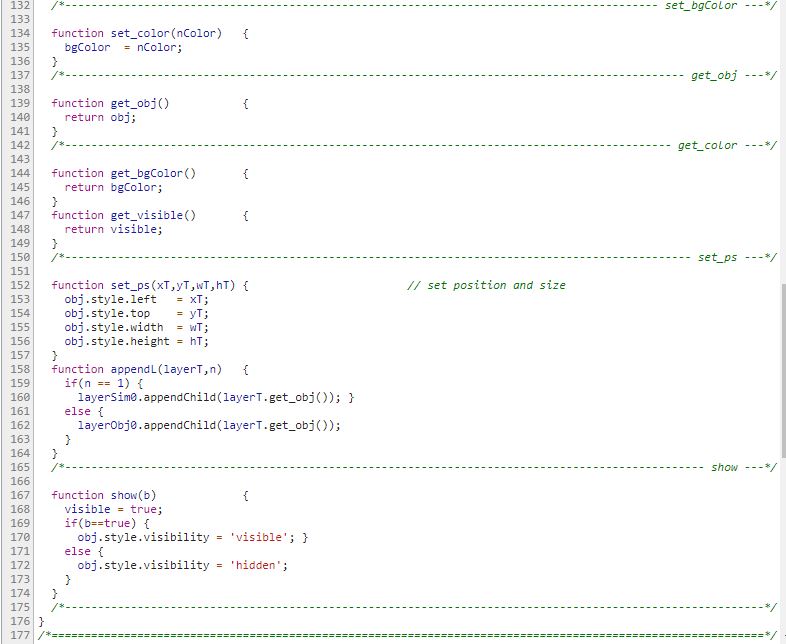 132 /*------------------------------------------------------------------------------------------ set_bgColor ---*/
133
134 function set_color(nColor) {
135 bgColor = nColor;
136 }
137 /*---------------------------------------------------------------------------------------------- get_obj ---*/
138
139 function get_obj() {
140 return obj;
141 }
142 /*-------------------------------------------------------------------------------------------- get_color ---*/
143
144 function get_bgColor() {
145 return bgColor;
146 }
147 function get_visible() {
148 return visible;
149 }
150 /*----------------------------------------------------------------------------------------------- set_ps ---*/
151
152 function set_ps(xT,yT,wT,hT) { // set position and size
153 obj.style.left = xT;
154 obj.style.top = yT;
155 obj.style.width = wT;
156 obj.style.height = hT;
157 }
158 function appendL(layerT,n) {
159 if(n == 1) {
160 layerSim0.appendChild(layerT.get_obj()); }
161 else {
162 layerObj0.appendChild(layerT.get_obj());
163 }
164 }
165 /*------------------------------------------------------------------------------------------------- show ---*/
166
167 function show(b) {
168 visible = true;
169 if(b==true) {
170 obj.style.visibility = 'visible'; }
171 else {
172 obj.style.visibility = 'hidden';
173 }
174 }
175 /*----------------------------------------------------------------------------------------------------------*/
176 }
177 /*============================================================================================================*/